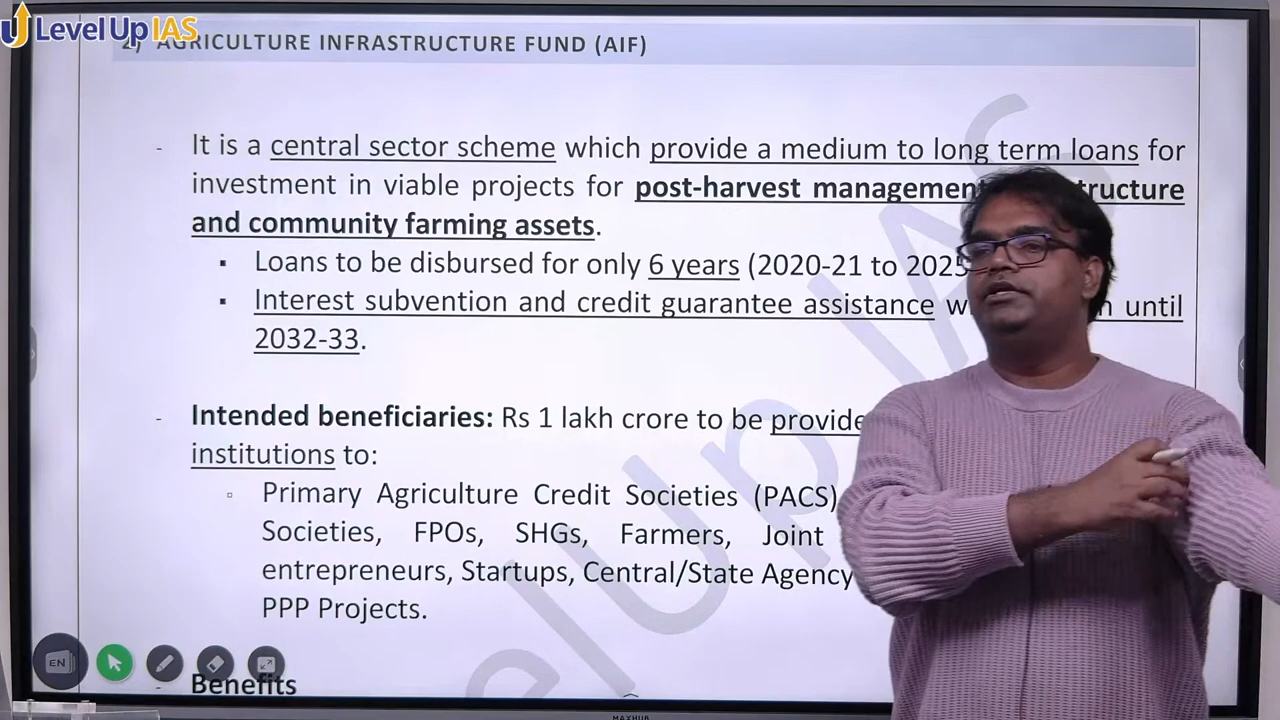 Level Up IAS
2) AGRICULTURE INFRASTRUCTURE FUND (AIF)
- It is a central sector scheme which provide a medium to long term loans for
investment in viable projects for post-harvest management
and community farming assets.
▪ Loans to be disbursed for only 6 years (2020-21 to 2025
▪ Interest subvention and credit guarantee assistance until
2032-33.
- Intended beneficiaries: Rs 1 lakh crore to be provide
institutions to:
▫ Primary Agriculture Credit Societies (PACS)
Societies, FPOs, SHGs, Farmers, Joint
entrepreneurs, Startups, Central/State Agency
PPP Projects.
EN
- Benefits
MAXHUB